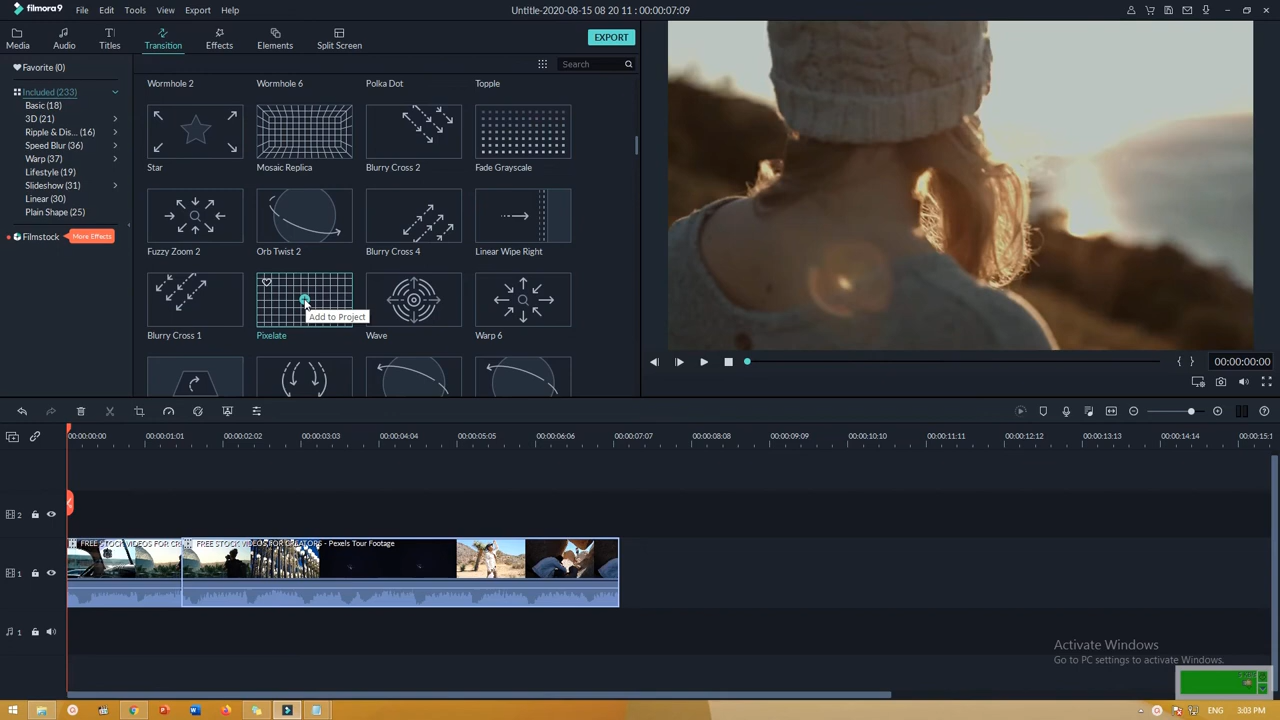 filmora9 File Edit Tools View Export Help Untitle-2020-08-15 08 20 11 : 00:00:07:09
Media Audio Titles Transition Effects Elements Split Screen EXPORT
Favorite (0)
Included (233)
Basic (18)
3D (21)
Ripple & Dis... (16)
Speed Blur (36)
Warp (37)
Lifestyle (19)
Slideshow (31)
Linear (30)
Plain Shape (25)
Filmstock More Effects
Search
Wormhole 2 Wormhole 6 Polka Dot Topple
Star Mosaic Replica Blurry Cross 2 Fade Grayscale
Fuzzy Zoom 2 Orb Twist 2 Blurry Cross 4 Linear Wipe Right
Add to Project
Blurry Cross 1 Pixelate Wave Warp 6
00:00:00:00
00:00:00:00 00:00:01:01 00:00:02:02 00:00:03:03 00:00:04:04 00:00:05:05 00:00:06:06 00:00:07:07 00:00:08:08 00:00:09:09 00:00:10:10 00:00:11:11 00:00:12:12 00:00:13:13 00:00:14:14 00:00:15:1
2
FREE STOCK VIDEOS FOR CR FREE STOCK VIDEOS FOR CREATORS - Pexels Tour Footage
1
1
Activate Windows
Go to PC settings to activate Windows.
ENG 3:03 PM